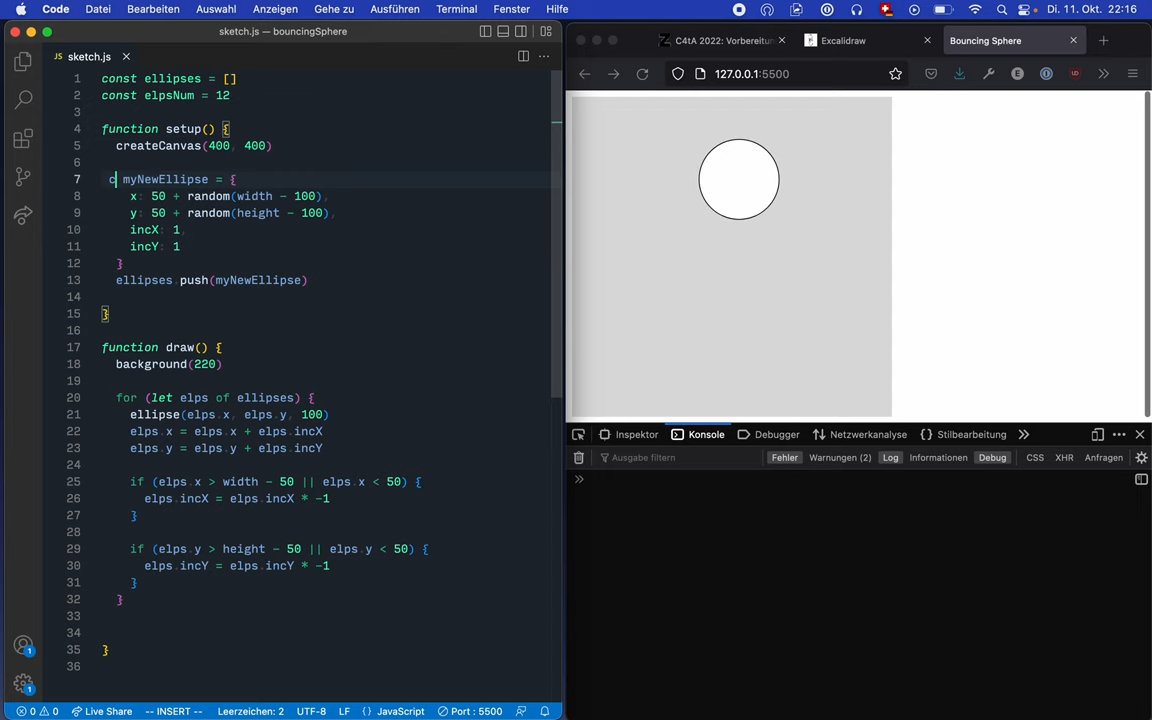 Code Datei Bearbeiten Auswahl Anzeigen Gehe zu Ausführen Terminal Fenster Hilfe Di. 11. Okt. 22:16
sketch.js — bouncingSphere
JS sketch.js
1 const ellipses = []
2 const elpsNum = 12
3
4 function setup() {
5 createCanvas(400, 400)
6
7 c myNewEllipse = {
8 x: 50 + random(width - 100),
9 y: 50 + random(height - 100),
10 incX: 1,
11 incY: 1
12 }
13 ellipses.push(myNewEllipse)
14
15 }
16
17 function draw() {
18 background(220)
19
20 for (let elps of ellipses) {
21 ellipse(elps.x, elps.y, 100)
22 elps.x = elps.x + elps.incX
23 elps.y = elps.y + elps.incY
24
25 if (elps.x > width - 50 || elps.x < 50) {
26 elps.incX = elps.incX * -1
27 }
28
29 if (elps.y > height - 50 || elps.y < 50) {
30 elps.incY = elps.incY * -1
31 }
32 }
33
34
35 }
36
1
1
0 0 Live Share -- INSERT -- Leerzeichen: 2 UTF-8 LF {} JavaScript Port : 5500
C4tA 2022: Vorbereitun Excalidraw Bouncing Sphere
127.0.0.1:5500
E
Inspektor Konsole Debugger Netzwerkanalyse Stilbearbeitung
Ausgabe filtern Fehler Warnungen (2) Log Informationen Debug CSS XHR Anfragen